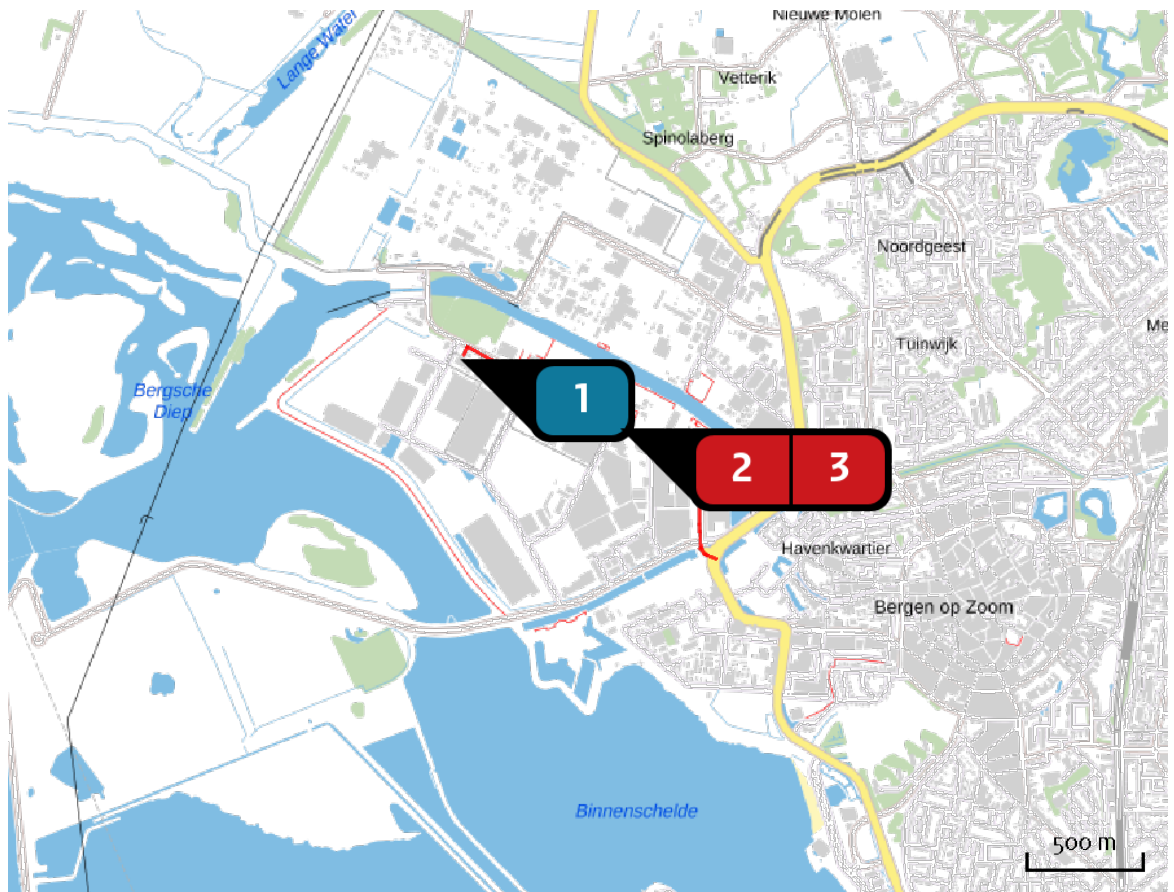 Nieuwe Molen
Lange Water
Vetterik
Spinolaberg
Noordgeest
Me
Tuinwijk
Bergsche
Diep
1
2 3
Havenkwartier
Bergen op Zoom
Binnenschelde
500 m